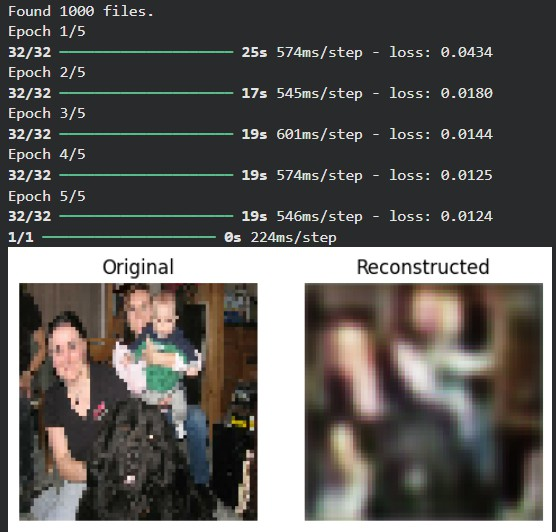 Found 1000 files.
Epoch 1/5
32/32 ━━━━━━━━━━━━━━━━━━━━ 25s 574ms/step - loss: 0.0434
Epoch 2/5
32/32 ━━━━━━━━━━━━━━━━━━━━ 17s 545ms/step - loss: 0.0180
Epoch 3/5
32/32 ━━━━━━━━━━━━━━━━━━━━ 19s 601ms/step - loss: 0.0144
Epoch 4/5
32/32 ━━━━━━━━━━━━━━━━━━━━ 19s 574ms/step - loss: 0.0125
Epoch 5/5
32/32 ━━━━━━━━━━━━━━━━━━━━ 19s 546ms/step - loss: 0.0124
1/1 ━━━━━━━━━━━━━━━━━━━━ 0s 224ms/step
Original
Reconstructed